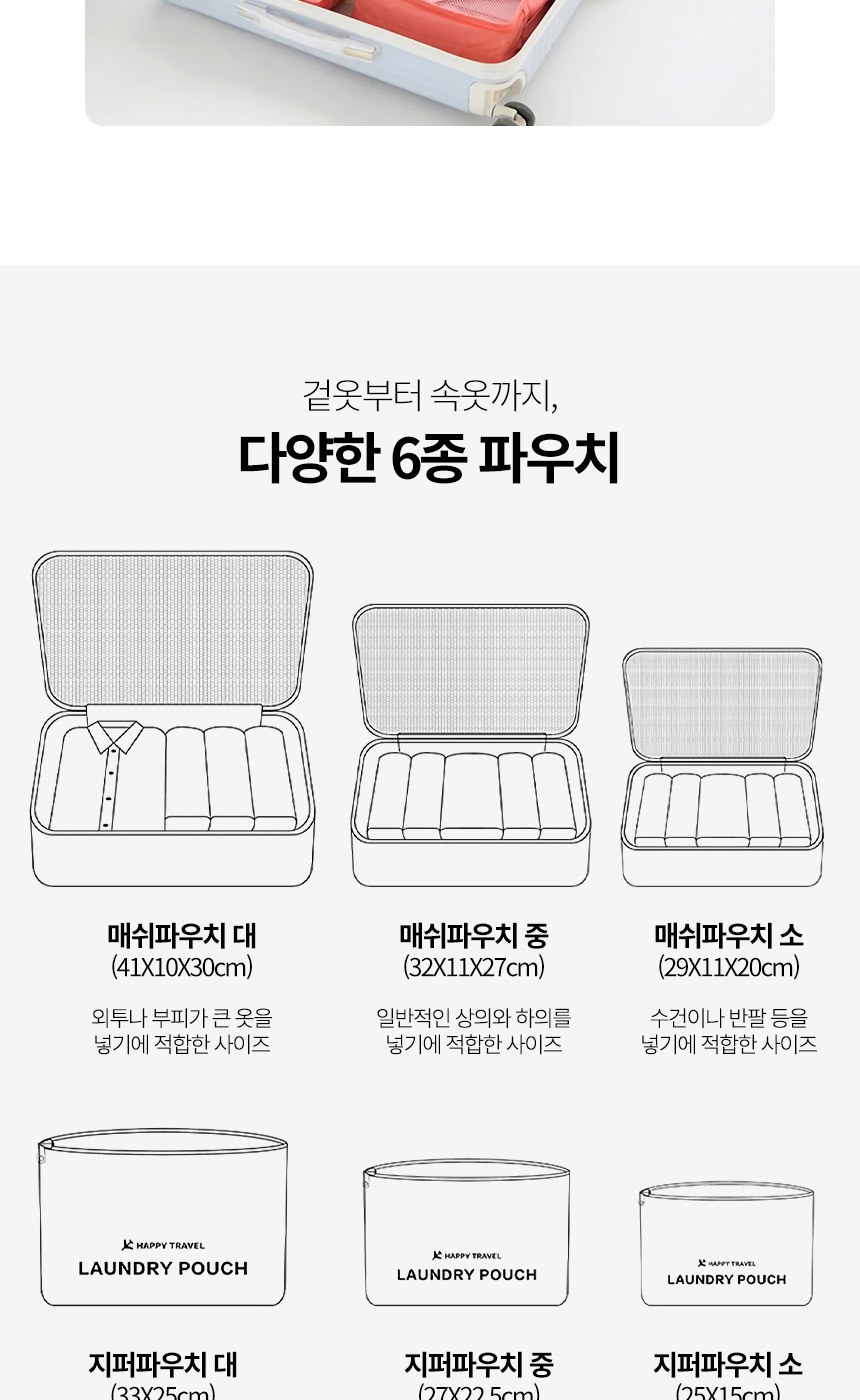 겉옷부터 속옷까지,
다양한 6종 파우치
매쉬파우치 대
(41X10X30cm)
외투나 부피가 큰 옷을
넣기에 적합한 사이즈
매쉬파우치 중
(32X11X27cm)
일반적인 상의와 하의를
넣기에 적합한 사이즈
매쉬파우치 소
(29X11X20cm)
수건이나 반팔 등을
넣기에 적합한 사이즈
HAPPY TRAVEL
LAUNDRY POUCH
지퍼파우치 대
(33X25cm)
HAPPY TRAVEL
LAUNDRY POUCH
지퍼파우치 중
(27X22.5cm)
HAPPY TRAVEL
LAUNDRY POUCH
지퍼파우치 소
(25X15cm)